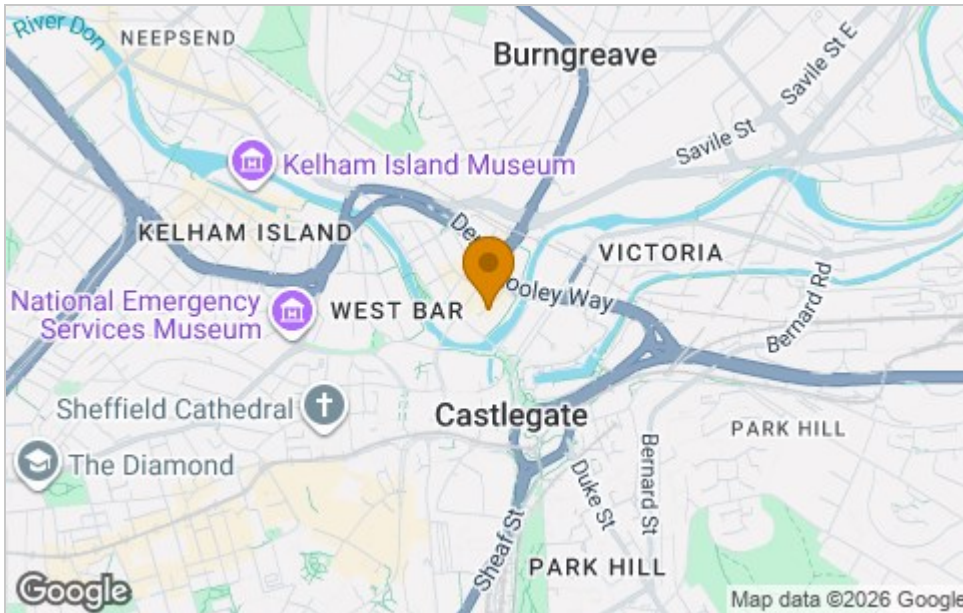 River Don
NEEPSEND
Burngreave
Savile St E
Savile St
Kelham Island Museum
KELHAM ISLAND
VICTORIA
ooley Way
Bernard Rd
National Emergency
Services Museum
WEST BAR
Sheffield Cathedral
Castlegate
PARK HILL
The Diamond
Bernard St
Duke St
Sheaf St
PARK HILL
Google
Map data ©2026 Google